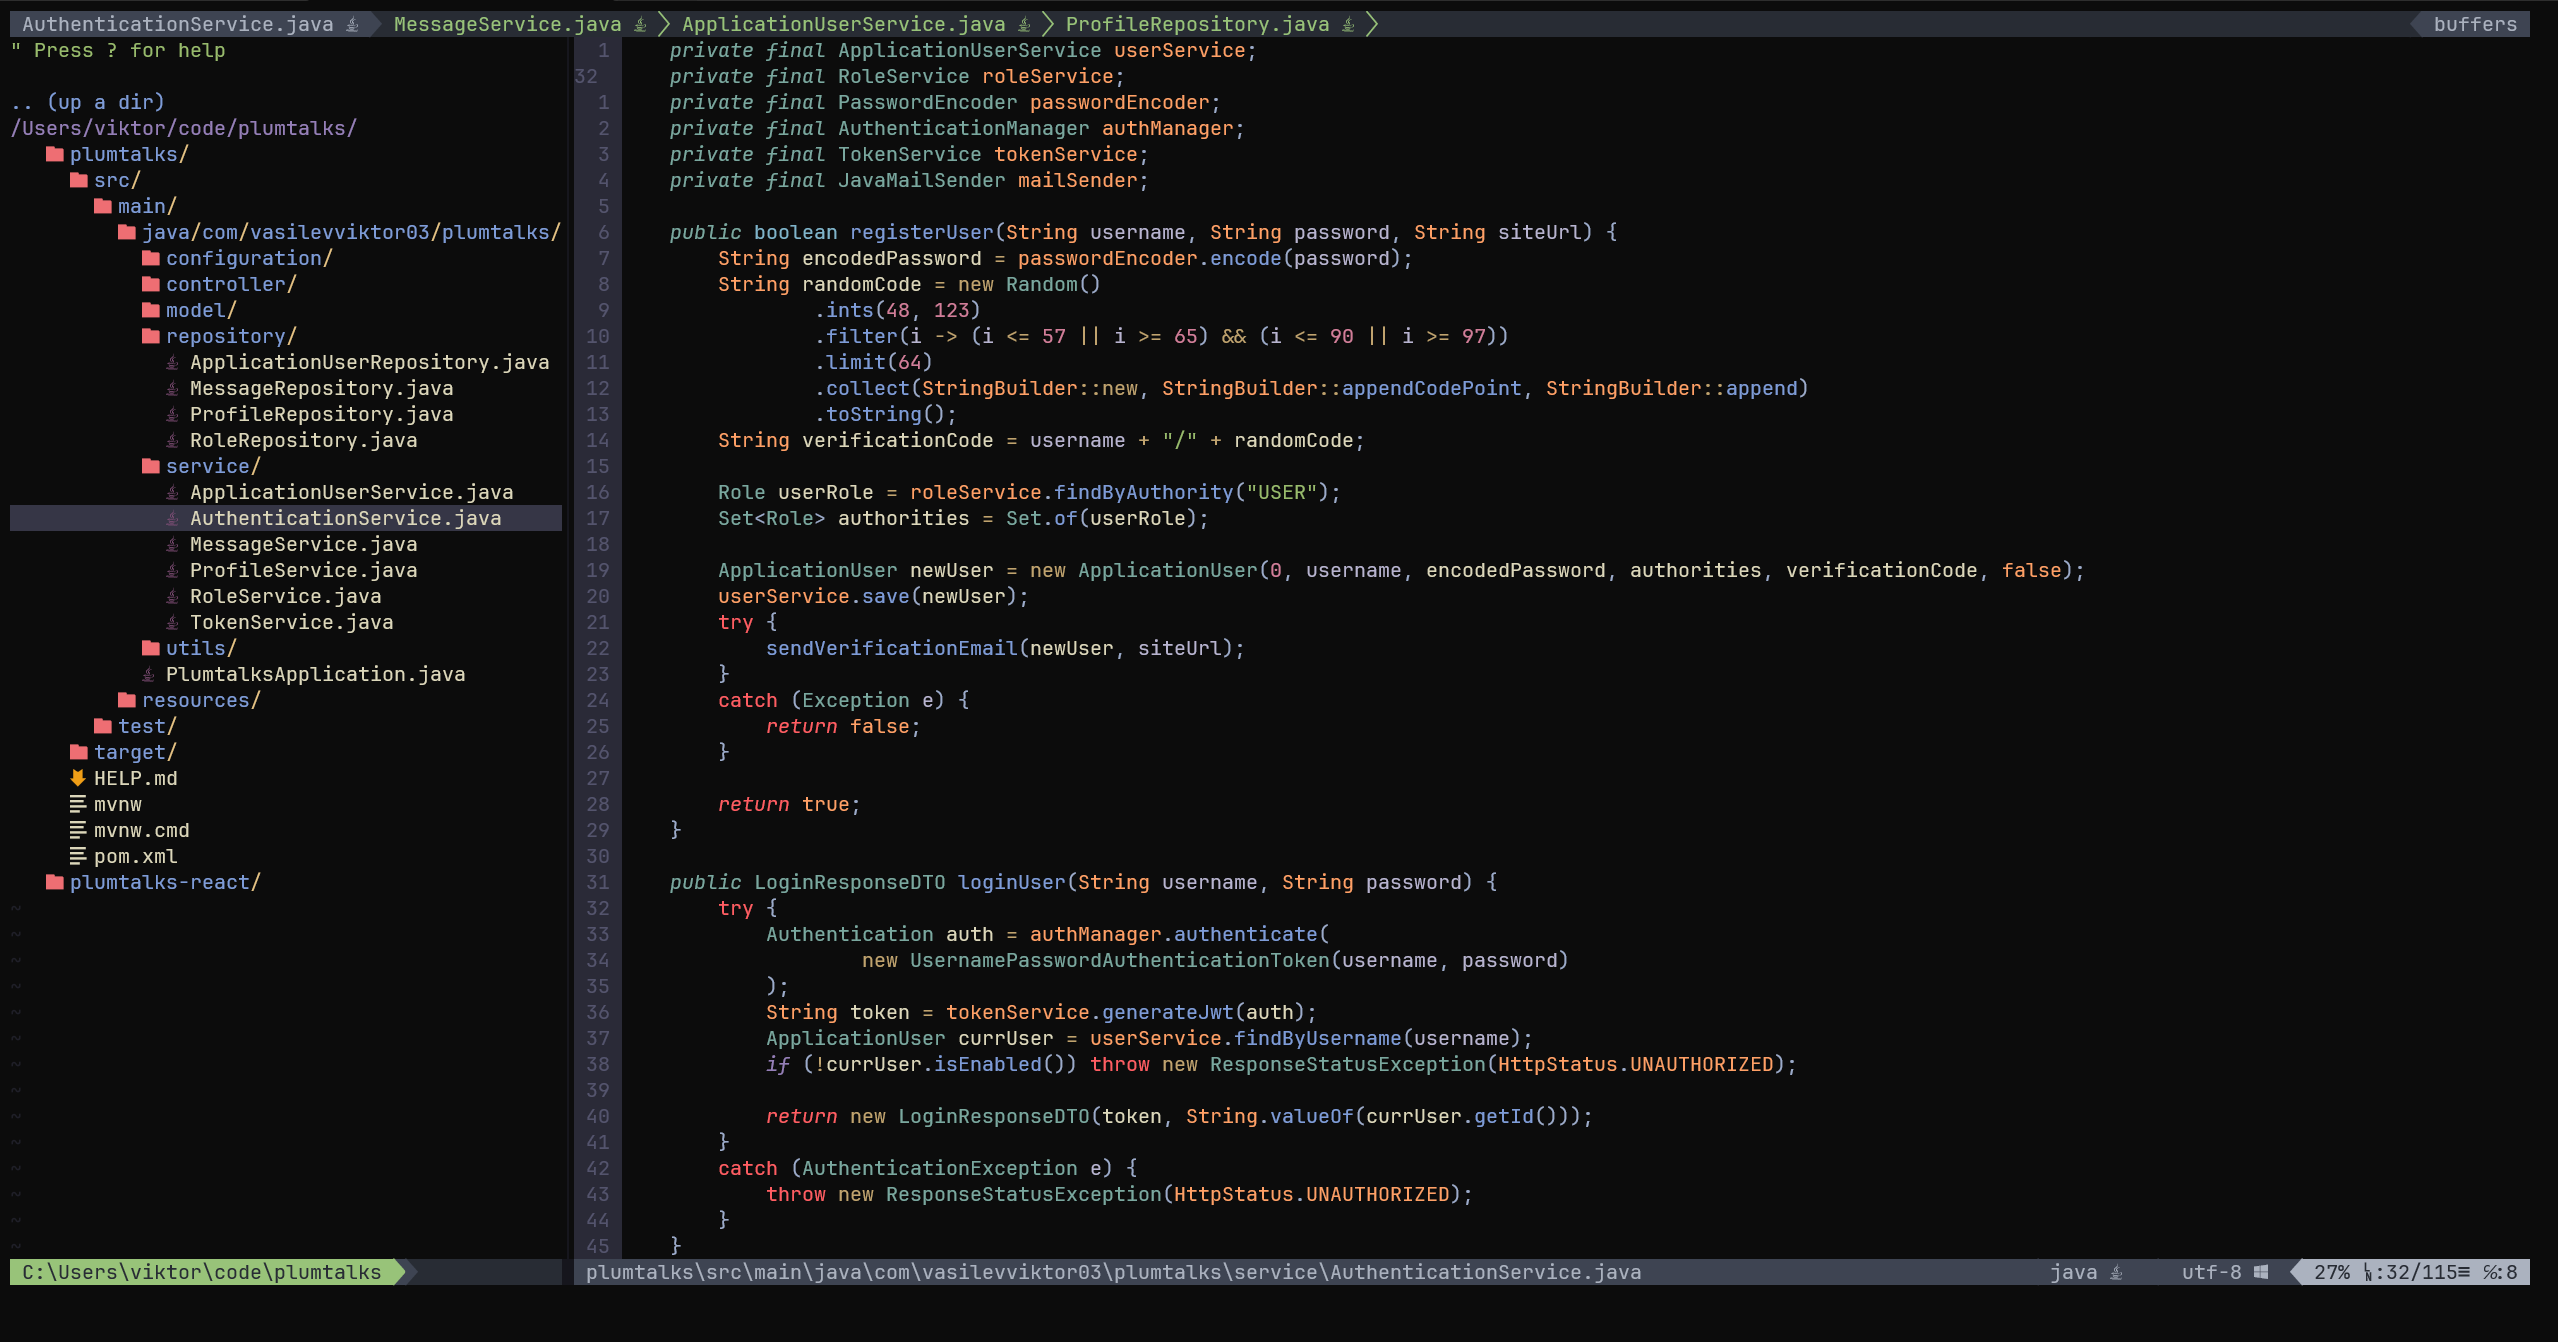 AuthenticationService.java MessageService.java ApplicationUserService.java ProfileRepository.java buffers
" Press ? for help
.. (up a dir)
/Users/viktor/code/plumtalks/
plumtalks/
src/
main/
java/com/vasilevviktor03/plumtalks/
configuration/
controller/
model/
repository/
ApplicationUserRepository.java
MessageRepository.java
ProfileRepository.java
RoleRepository.java
service/
ApplicationUserService.java
AuthenticationService.java
MessageService.java
ProfileService.java
RoleService.java
TokenService.java
utils/
PlumtalksApplication.java
resources/
test/
target/
HELP.md
mvnw
mvnw.cmd
pom.xml
plumtalks-react/
~
~
~
~
~
~
~
~
~
~
~
~
~
~
C:\Users\viktor\code\plumtalks
1 private final ApplicationUserService userService;
32 private final RoleService roleService;
1 private final PasswordEncoder passwordEncoder;
2 private final AuthenticationManager authManager;
3 private final TokenService tokenService;
4 private final JavaMailSender mailSender;
5
6 public boolean registerUser(String username, String password, String siteUrl) {
7 String encodedPassword = passwordEncoder.encode(password);
8 String randomCode = new Random()
9 .ints(48, 123)
10 .filter(i -> (i <= 57 || i >= 65) && (i <= 90 || i >= 97))
11 .limit(64)
12 .collect(StringBuilder::new, StringBuilder::appendCodePoint, StringBuilder::append)
13 .toString();
14 String verificationCode = username + "/" + randomCode;
15
16 Role userRole = roleService.findByAuthority("USER");
17 Set<Role> authorities = Set.of(userRole);
18
19 ApplicationUser newUser = new ApplicationUser(0, username, encodedPassword, authorities, verificationCode, false);
20 userService.save(newUser);
21 try {
22 sendVerificationEmail(newUser, siteUrl);
23 }
24 catch (Exception e) {
25 return false;
26 }
27
28 return true;
29 }
30
31 public LoginResponseDTO loginUser(String username, String password) {
32 try {
33 Authentication auth = authManager.authenticate(
34 new UsernamePasswordAuthenticationToken(username, password)
35 );
36 String token = tokenService.generateJwt(auth);
37 ApplicationUser currUser = userService.findByUsername(username);
38 if (!currUser.isEnabled()) throw new ResponseStatusException(HttpStatus.UNAUTHORIZED);
39
40 return new LoginResponseDTO(token, String.valueOf(currUser.getId()));
41 }
42 catch (AuthenticationException e) {
43 throw new ResponseStatusException(HttpStatus.UNAUTHORIZED);
44 }
45 }
plumtalks\src\main\java\com\vasilevviktor03\plumtalks\service\AuthenticationService.java java utf-8 27% ㏑:32/115≡ ℅:8